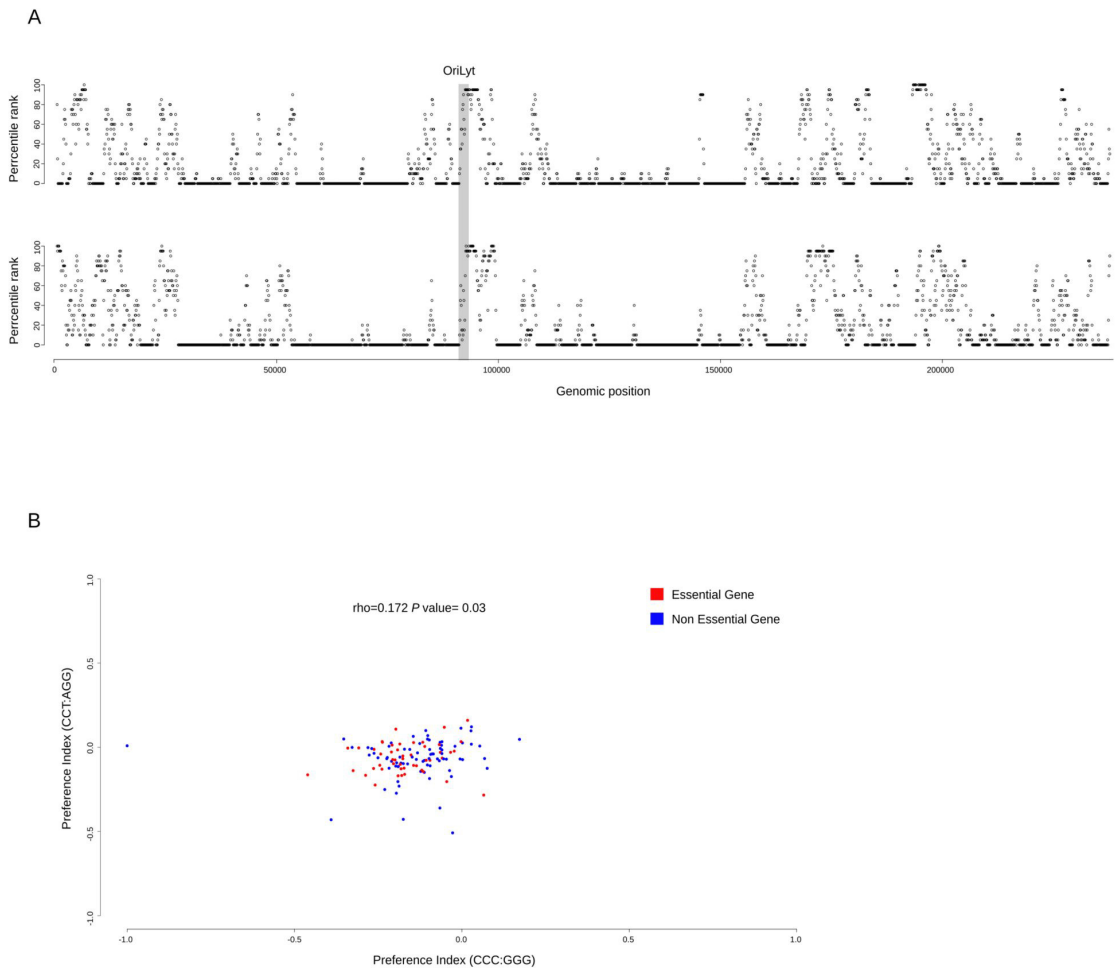 A
OriLyt
Perrcentile rank
0 20 40 60 80 100
Perrcentile rank
0 20 40 60 80 100
0 50000 100000 150000 200000
Genomic position
B
rho=0.172 P value= 0.03
Essential Gene
Non Essential Gene
Preference Index (CCT:AGG)
-1.0 -0.5 0.0 0.5 1.0
-1.0 -0.5 0.0 0.5 1.0
Preference Index (CCC:GGG)